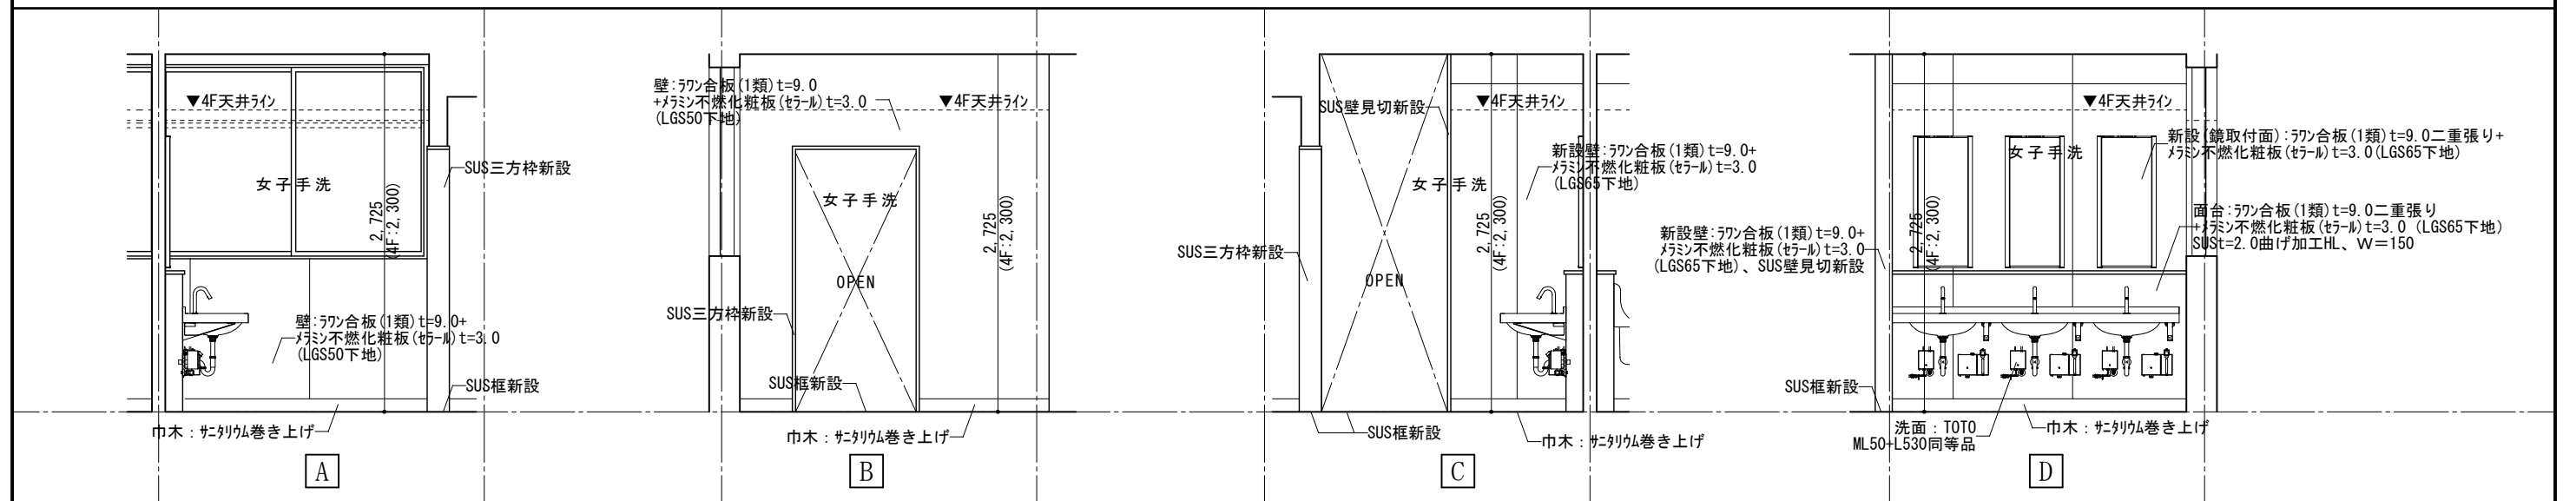 ▼4F天井ライン
SUS三方枠新設
女子手洗
2,725
(4F:2,300)
壁:ラワン合板(1類)t=9.0+
メラミン不燃化粧板(セラール)t=3.0
(LGS50下地)
SUS框新設
巾木:サニタリウム巻き上げ
A
壁:ラワン合板(1類)t=9.0
+メラミン不燃化粧板(セラール)t=3.0
(LGS50下地)
▼4F天井ライン
女子手洗
2,725
(4F:2,300)
OPEN
SUS三方枠新設
SUS框新設
巾木:サニタリウム巻き上げ
B
SUS壁見切新設
▼4F天井ライン
新設壁:ラワン合板(1類)t=9.0+
メラミン不燃化粧板(セラール)t=3.0
(LGS65下地)
女子手洗
2,725
(4F:2,300)
SUS三方枠新設
OPEN
SUS框新設
巾木:サニタリウム巻き上げ
C
▼4F天井ライン
新設(鏡取付面):ラワン合板(1類)t=9.0二重張り+
メラミン不燃化粧板(セラール)t=3.0(LGS65下地)
女子手洗
2,725
(4F:2,300)
面台:ラワン合板(1類)t=9.0二重張り
+メラミン不燃化粧板(セラール)t=3.0 (LGS65下地)
SUSt=2.0曲げ加工HL、W=150
新設壁:ラワン合板(1類)t=9.0+
メラミン不燃化粧板(セラール)t=3.0
(LGS65下地)、SUS壁見切新設
SUS框新設
洗面:TOTO
ML50+L530同等品
巾木:サニタリウム巻き上げ
D